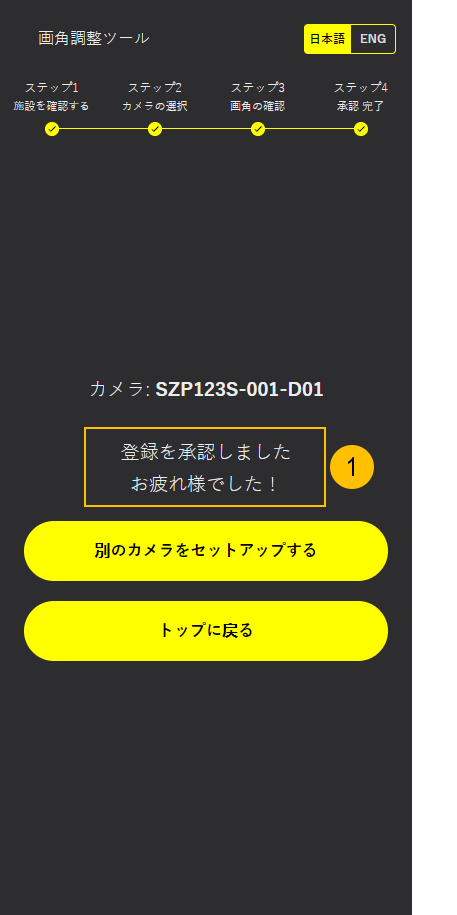 画角調整ツール
日本語 ENG
ステップ1 ステップ2 ステップ3 ステップ4
施設を確認する カメラの選択 画角の確認 承認 完了
カメラ: SZP123S-001-D01
登録を承認しました
お疲れ様でした！
1
別のカメラをセットアップする
トップに戻る